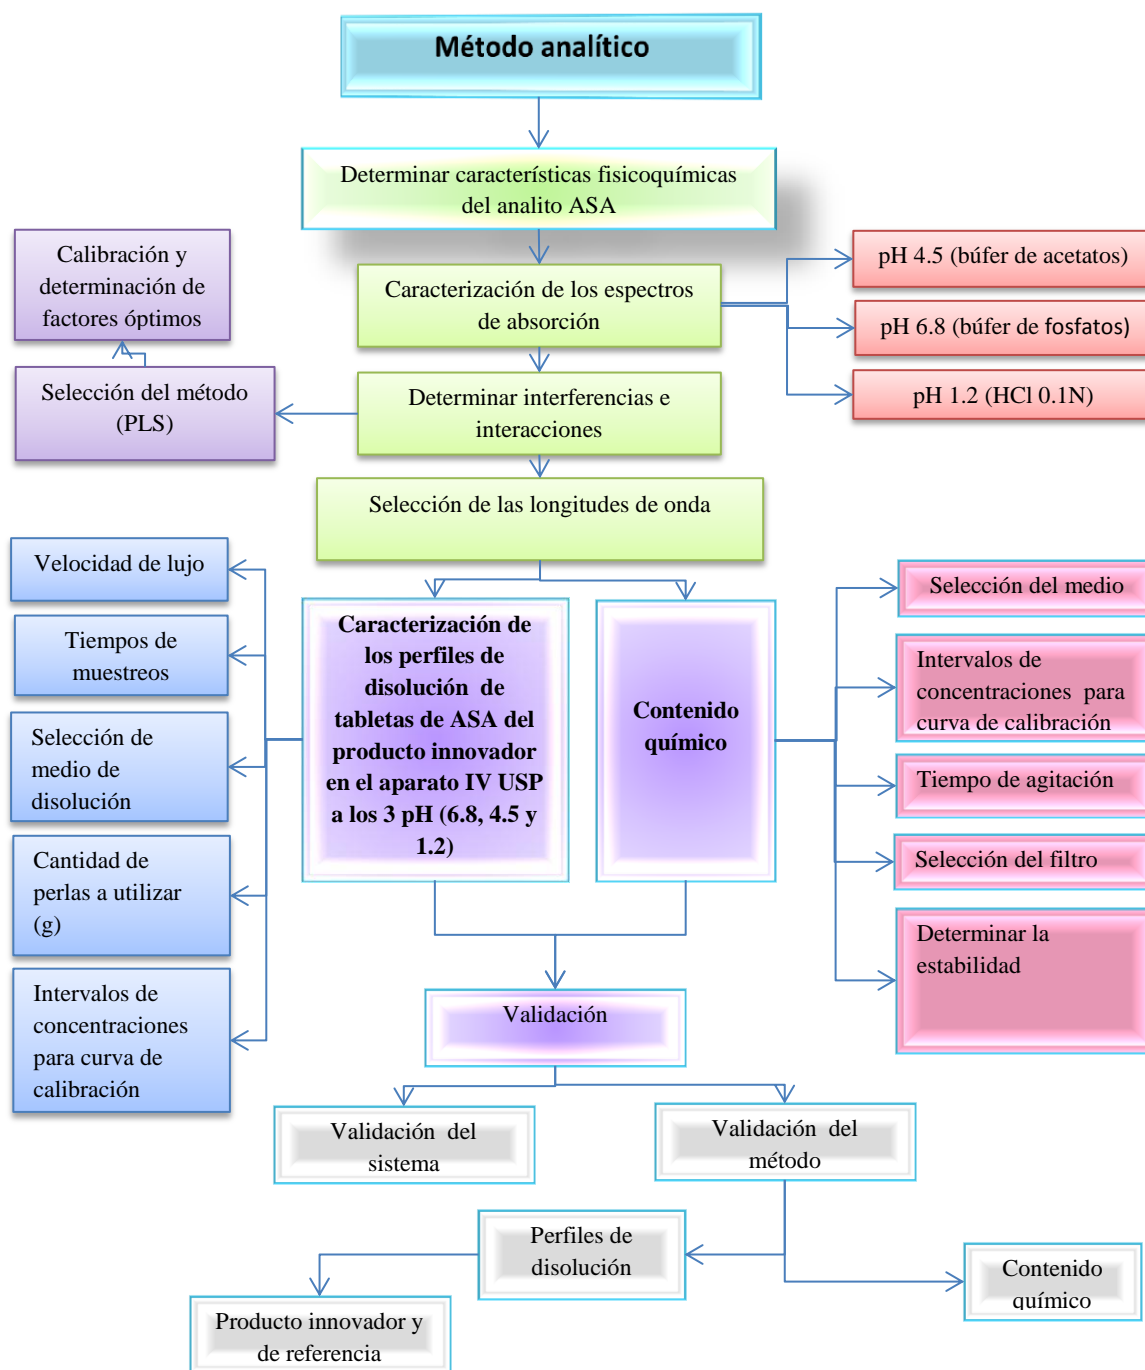 Método analítico
Determinar características fisicoquímicas
del analito ASA
Calibración y
determinación de
factores óptimos
Caracterización de los espectros
de absorción
pH 4.5 (búfer de acetatos)
pH 6.8 (búfer de fosfatos)
pH 1.2 (HCl 0.1N)
Selección del método
(PLS)
Determinar interferencias e
interacciones
Selección de las longitudes de onda
Velocidad de lujo
Tiempos de
muestreos
Selección de
medio de
disolución
Cantidad de
perlas a utilizar
(g)
Intervalos de
concentraciones
para curva de
calibración
Caracterización de
los perfiles de
disolución de
tabletas de ASA del
producto innovador
en el aparato IV USP
a los 3 pH (6.8, 4.5 y
1.2)
Contenido
químico
Selección del medio
Intervalos de
concentraciones para
curva de calibración
Tiempo de agitación
Selección del filtro
Determinar la
estabilidad
Validación
Validación del
sistema
Validación del
método
Perfiles de
disolución
Contenido
químico
Producto innovador y
de referencia